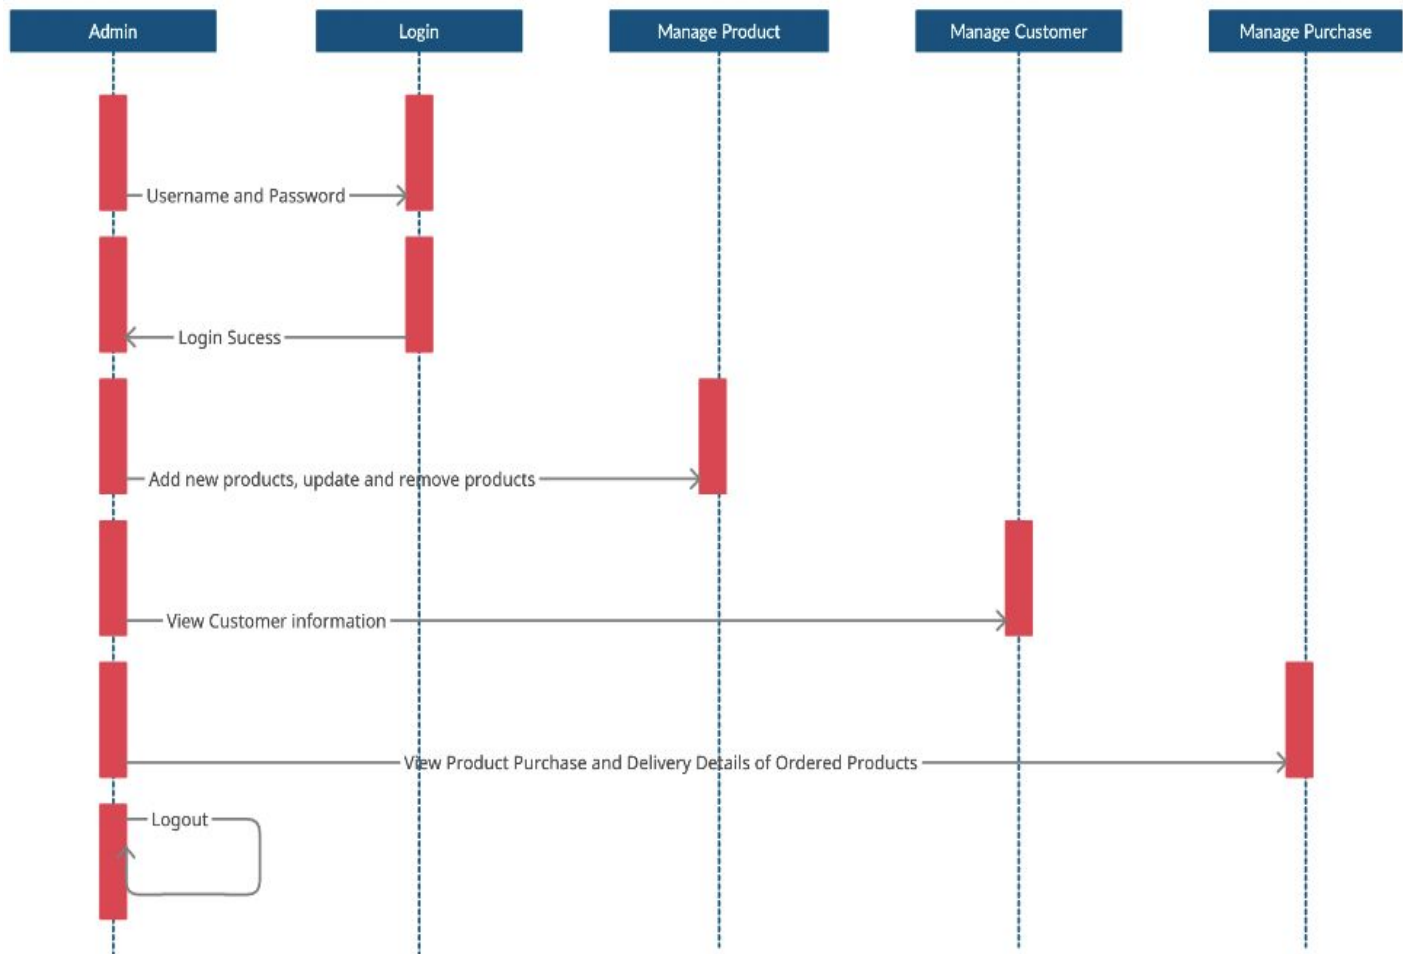 Admin
Login
Manage Product
Manage Customer
Manage Purchase
Username and Password
Login Sucess
Add new products, update and remove products
View Customer information
View Product Purchase and Delivery Details of Ordered Products
Logout